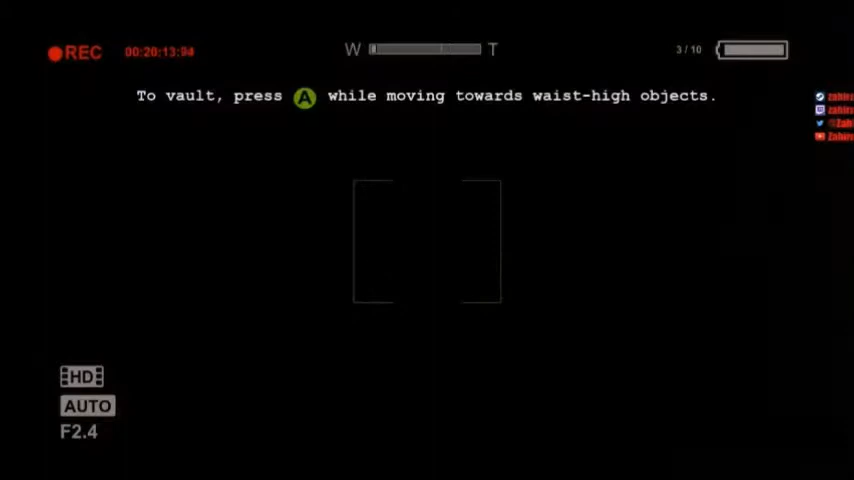 REC 00:20:13:94 W T 3 / 10
To vault, press A while moving towards waist-high objects.
HD
AUTO
F2.4